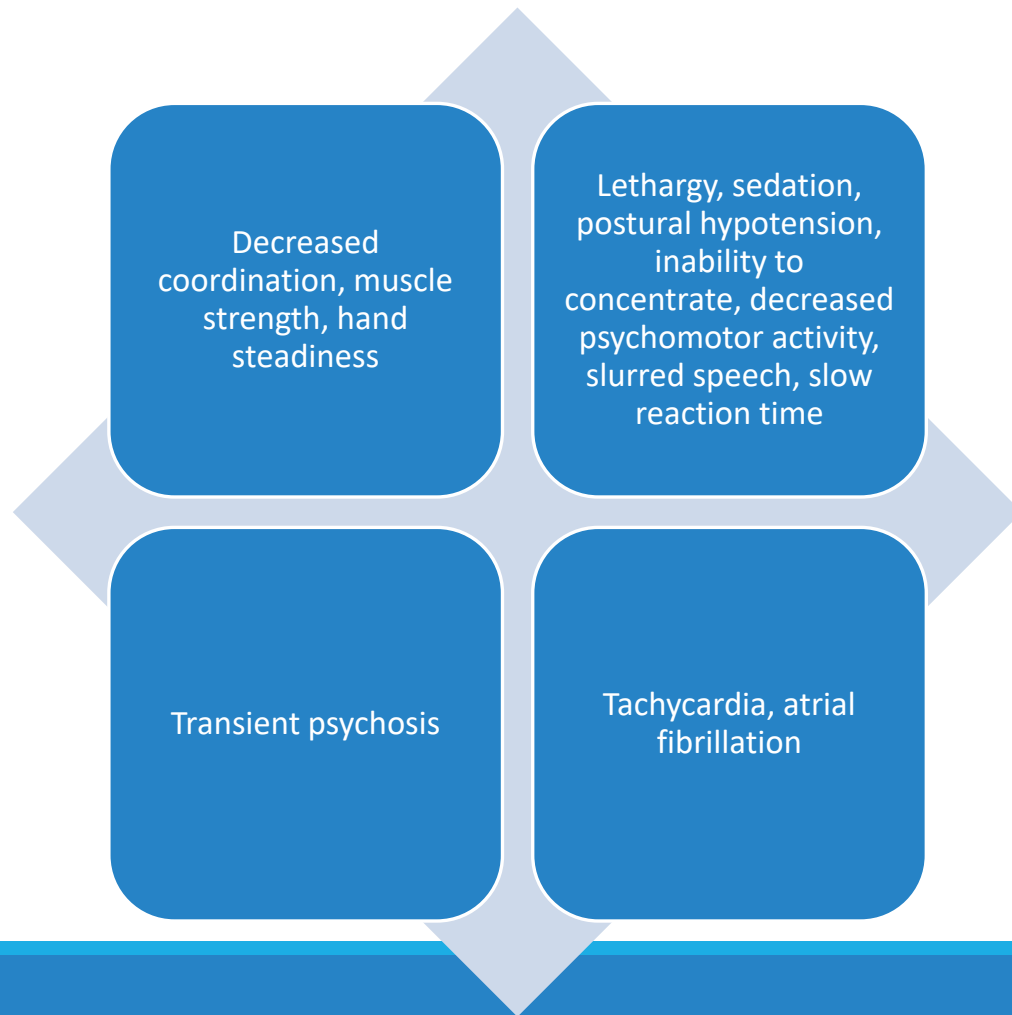 Decreased
coordination, muscle
strength, hand
steadiness
Lethargy, sedation,
postural hypotension,
inability to
concentrate, decreased
psychomotor activity,
slurred speech, slow
reaction time
Transient psychosis
Tachycardia, atrial
fibrillation